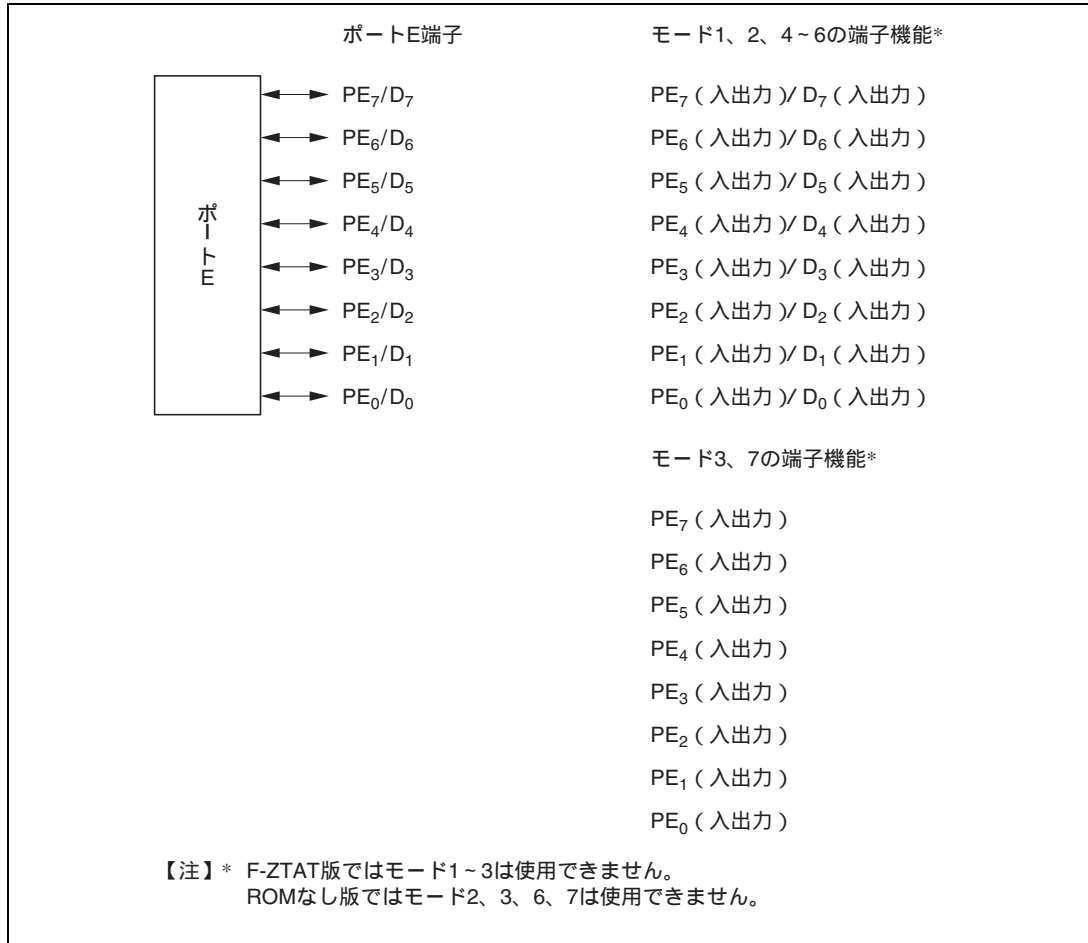 ポートE端子 モード1、2、4~6の端子機能*
PE₇/D₇ PE₇(入出力)/ D₇(入出力)
PE₆/D₆ PE₆(入出力)/ D₆(入出力)
PE₅/D₅ PE₅(入出力)/ D₅(入出力)
PE₄/D₄ PE₄(入出力)/ D₄(入出力)
ポートE
PE₃/D₃ PE₃(入出力)/ D₃(入出力)
PE₂/D₂ PE₂(入出力)/ D₂(入出力)
PE₁/D₁ PE₁(入出力)/ D₁(入出力)
PE₀/D₀ PE₀(入出力)/ D₀(入出力)
モード3、7の端子機能*
PE₇(入出力)
PE₆(入出力)
PE₅(入出力)
PE₄(入出力)
PE₃(入出力)
PE₂(入出力)
PE₁(入出力)
PE₀(入出力)
【注】* F-ZTAT版ではモード1~3は使用できません。
ROMなし版ではモード2、3、6、7は使用できません。